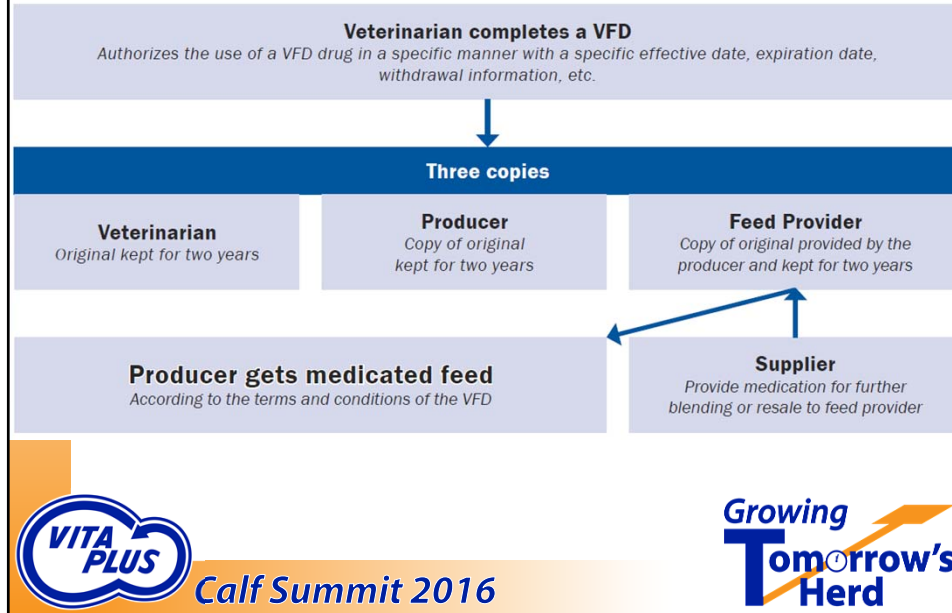 Veterinarian completes a VFD
Authorizes the use of a VFD drug in a specific manner with a specific effective date, expiration date,
withdrawal information, etc.
Three copies
Veterinarian
Original kept for two years
Producer
Copy of original
kept for two years
Feed Provider
Copy of original provided by the
producer and kept for two years
Producer gets medicated feed
According to the terms and conditions of the VFD
Supplier
Provide medication for further
blending or resale to feed provider
VITA
PLUS
Calf Summit 2016
Growing
Tomorrow's
Herd